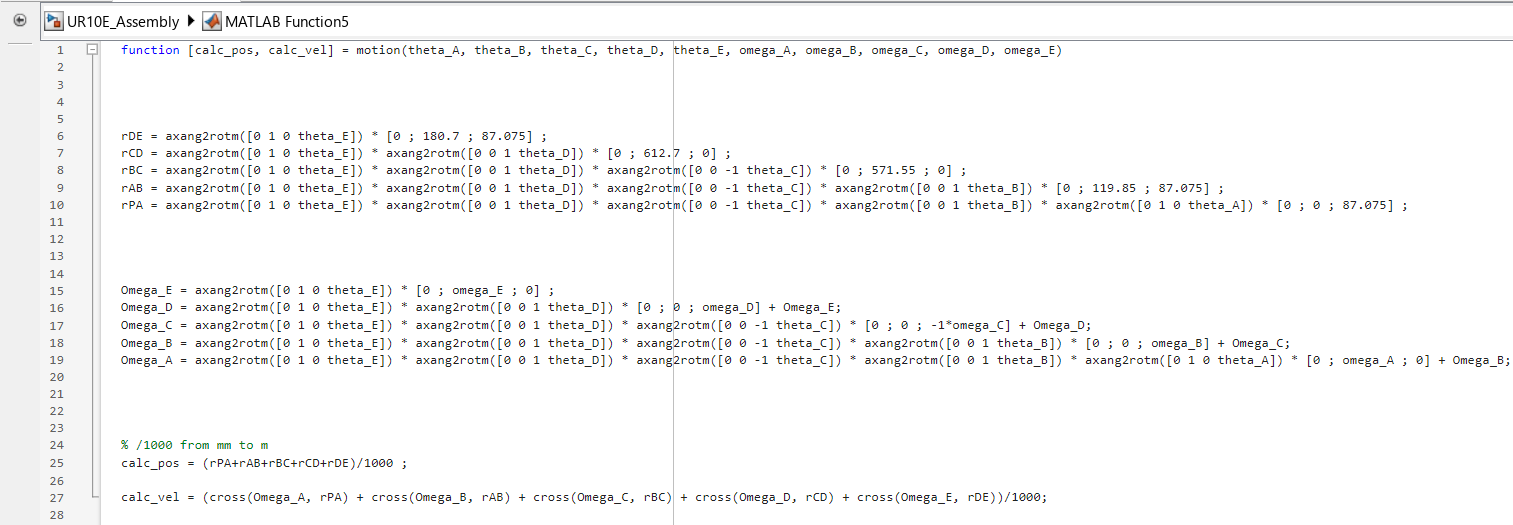 UR10E_Assembly MATLAB Function5
1 function [calc_pos, calc_vel] = motion(theta_A, theta_B, theta_C, theta_D, theta_E, omega_A, omega_B, omega_C, omega_D, omega_E)
2
3
4
5
6 rDE = axang2rotm([0 1 0 theta_E]) * [0 ; 180.7 ; 87.075] ;
7 rCD = axang2rotm([0 1 0 theta_E]) * axang2rotm([0 0 1 theta_D]) * [0 ; 612.7 ; 0] ;
8 rBC = axang2rotm([0 1 0 theta_E]) * axang2rotm([0 0 1 theta_D]) * axang2rotm([0 0 -1 theta_C]) * [0 ; 571.55 ; 0] ;
9 rAB = axang2rotm([0 1 0 theta_E]) * axang2rotm([0 0 1 theta_D]) * axang2rotm([0 0 -1 theta_C]) * axang2rotm([0 0 1 theta_B]) * [0 ; 119.85 ; 87.075] ;
10 rPA = axang2rotm([0 1 0 theta_E]) * axang2rotm([0 0 1 theta_D]) * axang2rotm([0 0 -1 theta_C]) * axang2rotm([0 0 1 theta_B]) * axang2rotm([0 1 0 theta_A]) * [0 ; 0 ; 87.075] ;
11
12
13
14
15 Omega_E = axang2rotm([0 1 0 theta_E]) * [0 ; omega_E ; 0] ;
16 Omega_D = axang2rotm([0 1 0 theta_E]) * axang2rotm([0 0 1 theta_D]) * [0 ; 0 ; omega_D] + Omega_E;
17 Omega_C = axang2rotm([0 1 0 theta_E]) * axang2rotm([0 0 1 theta_D]) * axang2rotm([0 0 -1 theta_C]) * [0 ; 0 ; -1*omega_C] + Omega_D;
18 Omega_B = axang2rotm([0 1 0 theta_E]) * axang2rotm([0 0 1 theta_D]) * axang2rotm([0 0 -1 theta_C]) * axang2rotm([0 0 1 theta_B]) * [0 ; 0 ; omega_B] + Omega_C;
19 Omega_A = axang2rotm([0 1 0 theta_E]) * axang2rotm([0 0 1 theta_D]) * axang2rotm([0 0 -1 theta_C]) * axang2rotm([0 0 1 theta_B]) * axang2rotm([0 1 0 theta_A]) * [0 ; omega_A ; 0] + Omega_B;
20
21
22
23
24 % /1000 from mm to m
25 calc_pos = (rPA+rAB+rBC+rCD+rDE)/1000 ;
26
27 calc_vel = (cross(Omega_A, rPA) + cross(Omega_B, rAB) + cross(Omega_C, rBC) + cross(Omega_D, rCD) + cross(Omega_E, rDE))/1000;
28